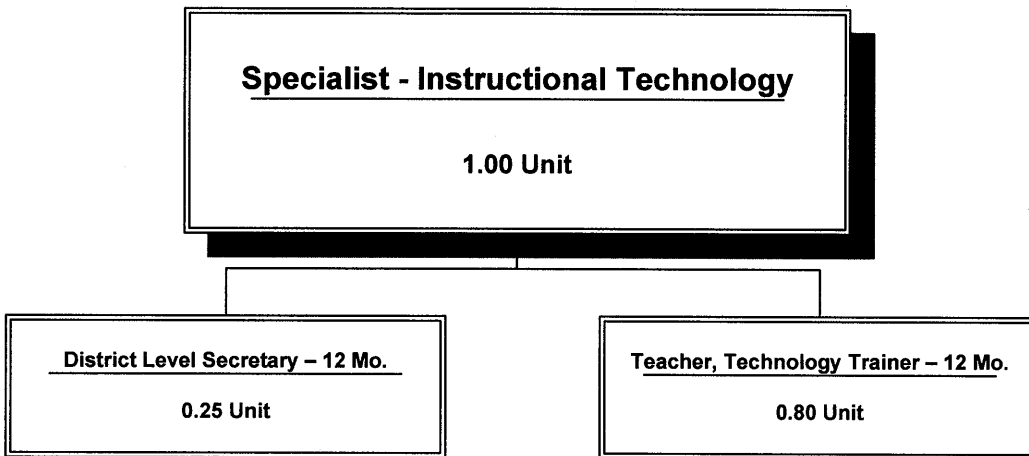 Specialist - Instructional Technology
1.00 Unit
District Level Secretary – 12 Mo.
0.25 Unit
Teacher, Technology Trainer – 12 Mo.
0.80 Unit